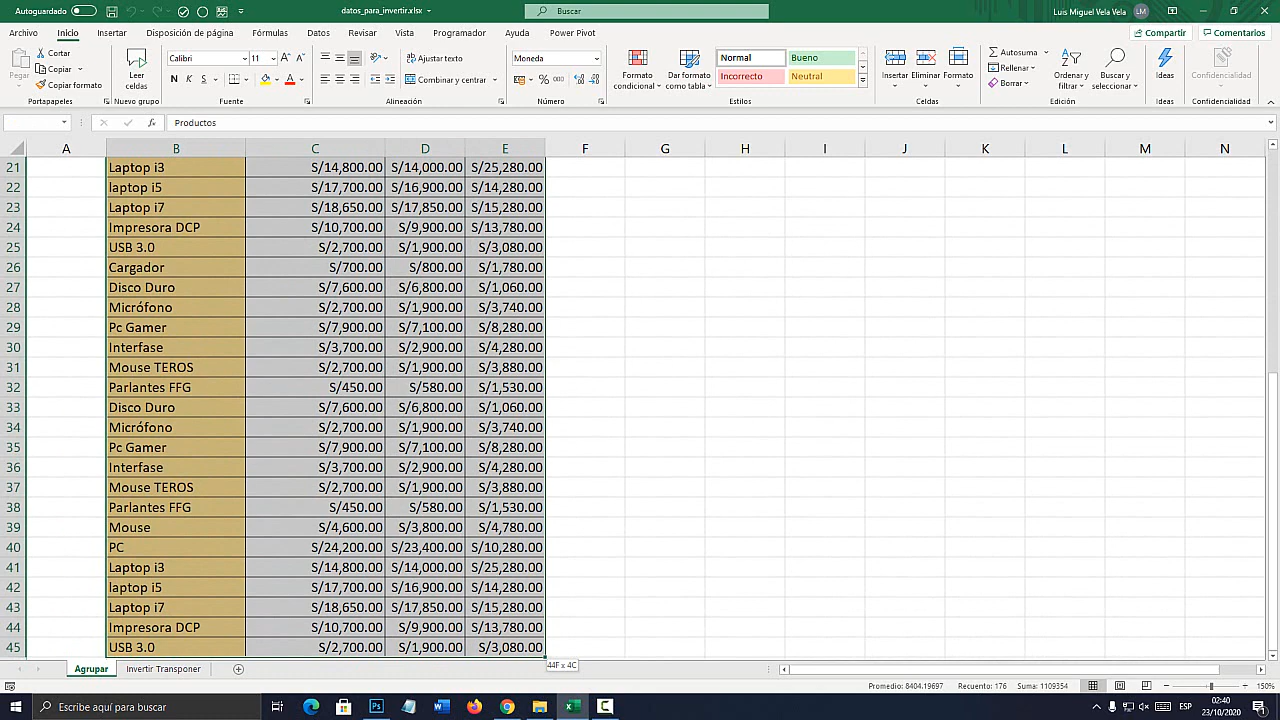 Autoguardado datos_para_invertir.xlsx Buscar Luis Miguel Vela Vela LM
Archivo Inicio Insertar Disposición de página Fórmulas Datos Revisar Vista Programador Ayuda Power Pivot Compartir Comentarios
Pegar Cortar Copiar Copiar formato Leer celdas Calibri 11 N K S Ajustar texto Combinar y centrar Moneda % 000 Formato condicional Dar formato como tabla Normal Bueno Incorrecto Neutral Insertar Eliminar Formato Autosuma Rellenar Borrar Ordenar y filtrar Buscar y seleccionar Ideas Confidencialidad
Portapapeles Nuevo grupo Fuente Alineación Número Estilos Celdas Edición Ideas Confidencialidad
fx Productos
A B C D E F G H I J K L M N
21 Laptop i3 S/14,800.00 S/14,000.00 S/25,280.00
22 laptop i5 S/17,700.00 S/16,900.00 S/14,280.00
23 Laptop i7 S/18,650.00 S/17,850.00 S/15,280.00
24 Impresora DCP S/10,700.00 S/9,900.00 S/13,780.00
25 USB 3.0 S/2,700.00 S/1,900.00 S/3,080.00
26 Cargador S/700.00 S/800.00 S/1,780.00
27 Disco Duro S/7,600.00 S/6,800.00 S/1,060.00
28 Micrófono S/2,700.00 S/1,900.00 S/3,740.00
29 Pc Gamer S/7,900.00 S/7,100.00 S/8,280.00
30 Interfase S/3,700.00 S/2,900.00 S/4,280.00
31 Mouse TEROS S/2,700.00 S/1,900.00 S/3,880.00
32 Parlantes FFG S/450.00 S/580.00 S/1,530.00
33 Disco Duro S/7,600.00 S/6,800.00 S/1,060.00
34 Micrófono S/2,700.00 S/1,900.00 S/3,740.00
35 Pc Gamer S/7,900.00 S/7,100.00 S/8,280.00
36 Interfase S/3,700.00 S/2,900.00 S/4,280.00
37 Mouse TEROS S/2,700.00 S/1,900.00 S/3,880.00
38 Parlantes FFG S/450.00 S/580.00 S/1,530.00
39 Mouse S/4,600.00 S/3,800.00 S/4,780.00
40 PC S/24,200.00 S/23,400.00 S/10,280.00
41 Laptop i3 S/14,800.00 S/14,000.00 S/25,280.00
42 laptop i5 S/17,700.00 S/16,900.00 S/14,280.00
43 Laptop i7 S/18,650.00 S/17,850.00 S/15,280.00
44 Impresora DCP S/10,700.00 S/9,900.00 S/13,780.00
45 USB 3.0 S/2,700.00 S/1,900.00 S/3,080.00
44F x 4C
Agrupar Invertir Transponer
Promedio: 8404.19697 Recuento: 176 Suma: 1109354 150%
Escribe aquí para buscar ESP 02:40
23/10/2020